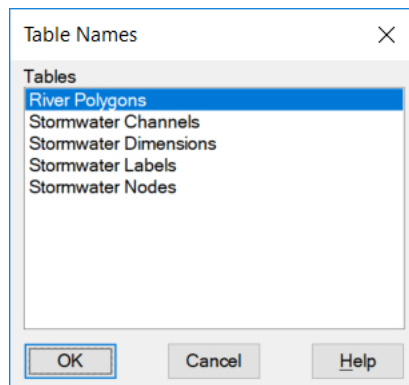 Table Names
Tables
River Polygons
Stormwater Channels
Stormwater Dimensions
Stormwater Labels
Stormwater Nodes
OK Cancel Help